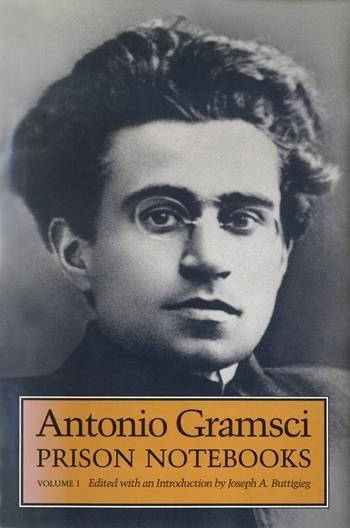 Antonio Gramsci
PRISON NOTEBOOKS
VOLUME I Edited with an Introduction by Joseph A. Buttigieg